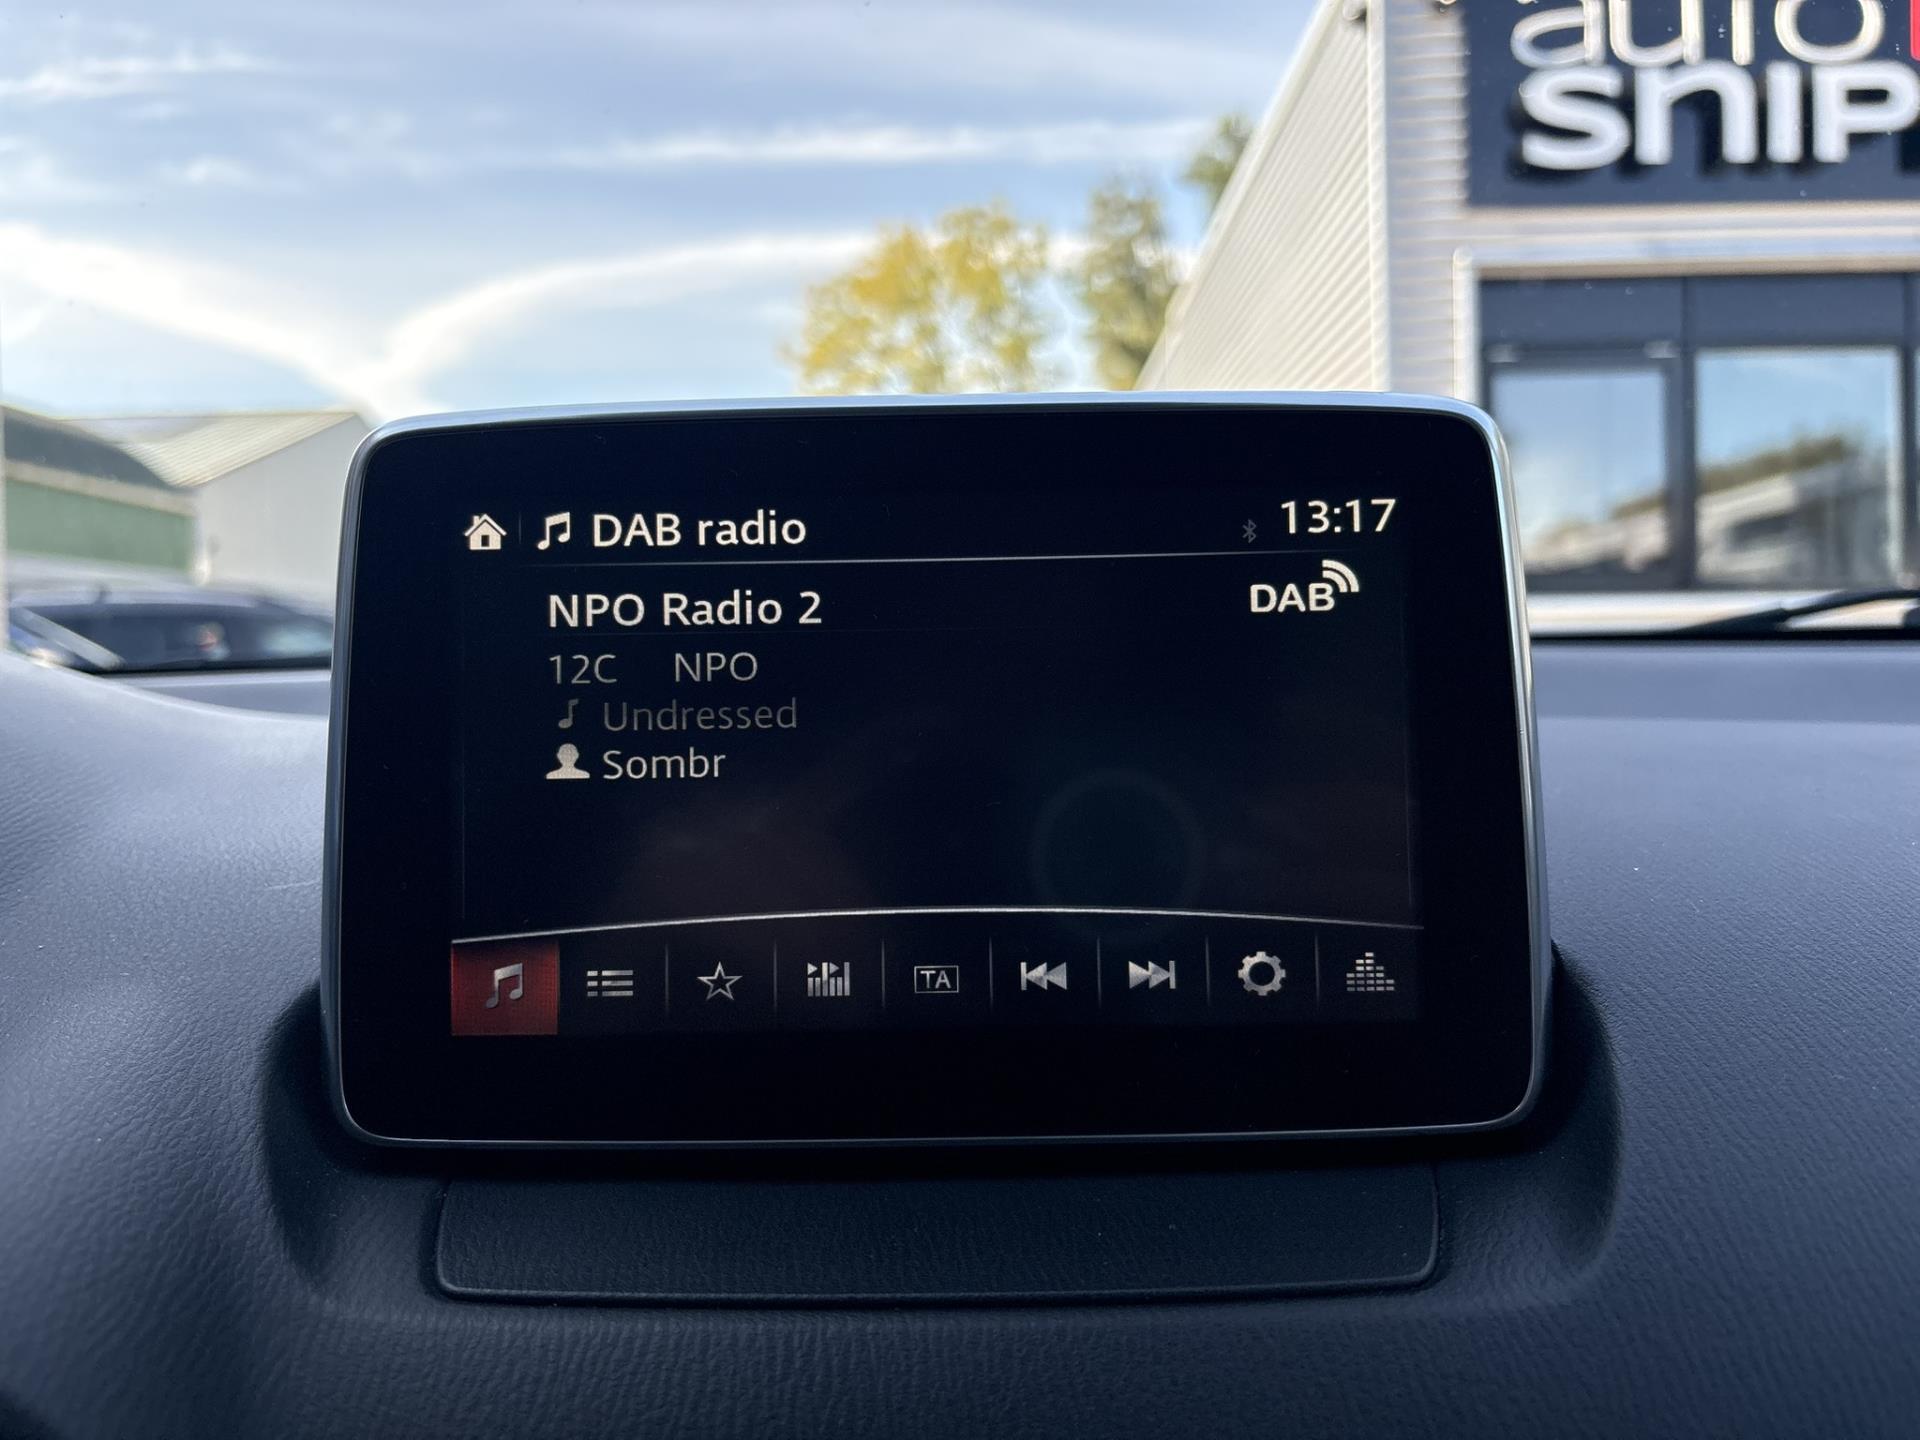 auto
snip
DAB radio
13:17
NPO Radio 2
DAB
12C NPO
Undressed
Sombr
TA